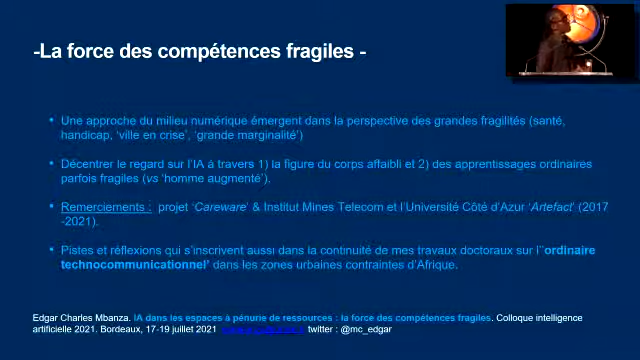 -La force des compétences fragiles -
• Une approche du milieu numérique émergent dans la perspective des grandes fragilités (santé,
handicap, ‘ville en crise’, ‘grande marginalité’)
• Décentrer le regard sur l’IA à travers 1) la figure du corps affaibli et 2) des apprentissages ordinaires
parfois fragiles (vs ‘homme augmenté’).
• Remerciements : projet ‘Careware’ & Institut Mines Telecom et l’Université Côté d’Azur ‘Artefact’ (2017
-2021).
• Pistes et réflexions qui s’inscrivent aussi dans la continuité de mes travaux doctoraux sur l’‘ordinaire
technocommunicationnel’ dans les zones urbaines contraintes d’Afrique.
Edgar Charles Mbanza. IA dans les espaces à pénurie de ressources : la force des compétences fragiles. Colloque intelligence
artificielle 2021. Bordeaux, 17-19 juillet 2021 twitter : @mc_edgar